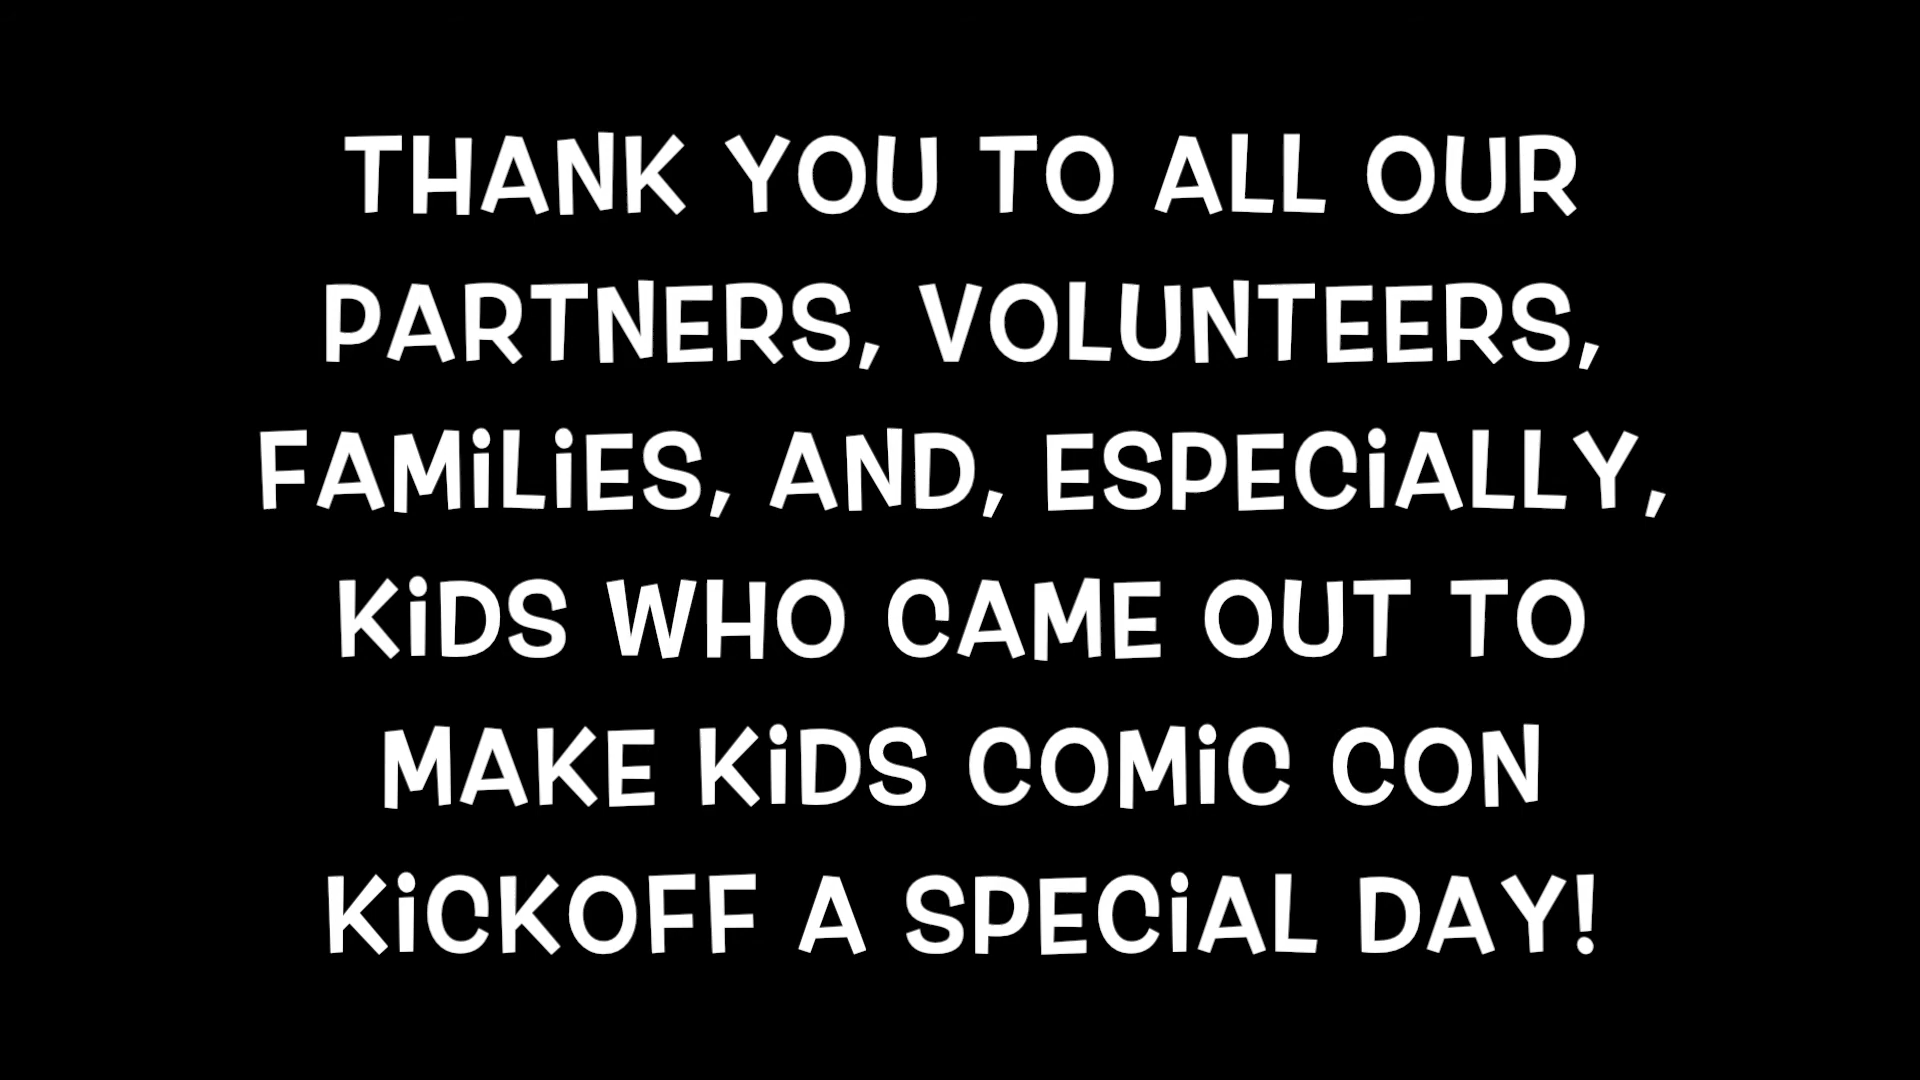 THANK YOU TO ALL OUR
PARTNERS, VOLUNTEERS,
FAMiLiES, AND, ESPECiALLY,
KiDS WHO CAME OUT TO
MAKE KiDS COMiC CON
KiCKOFF A SPECiAL DAY!